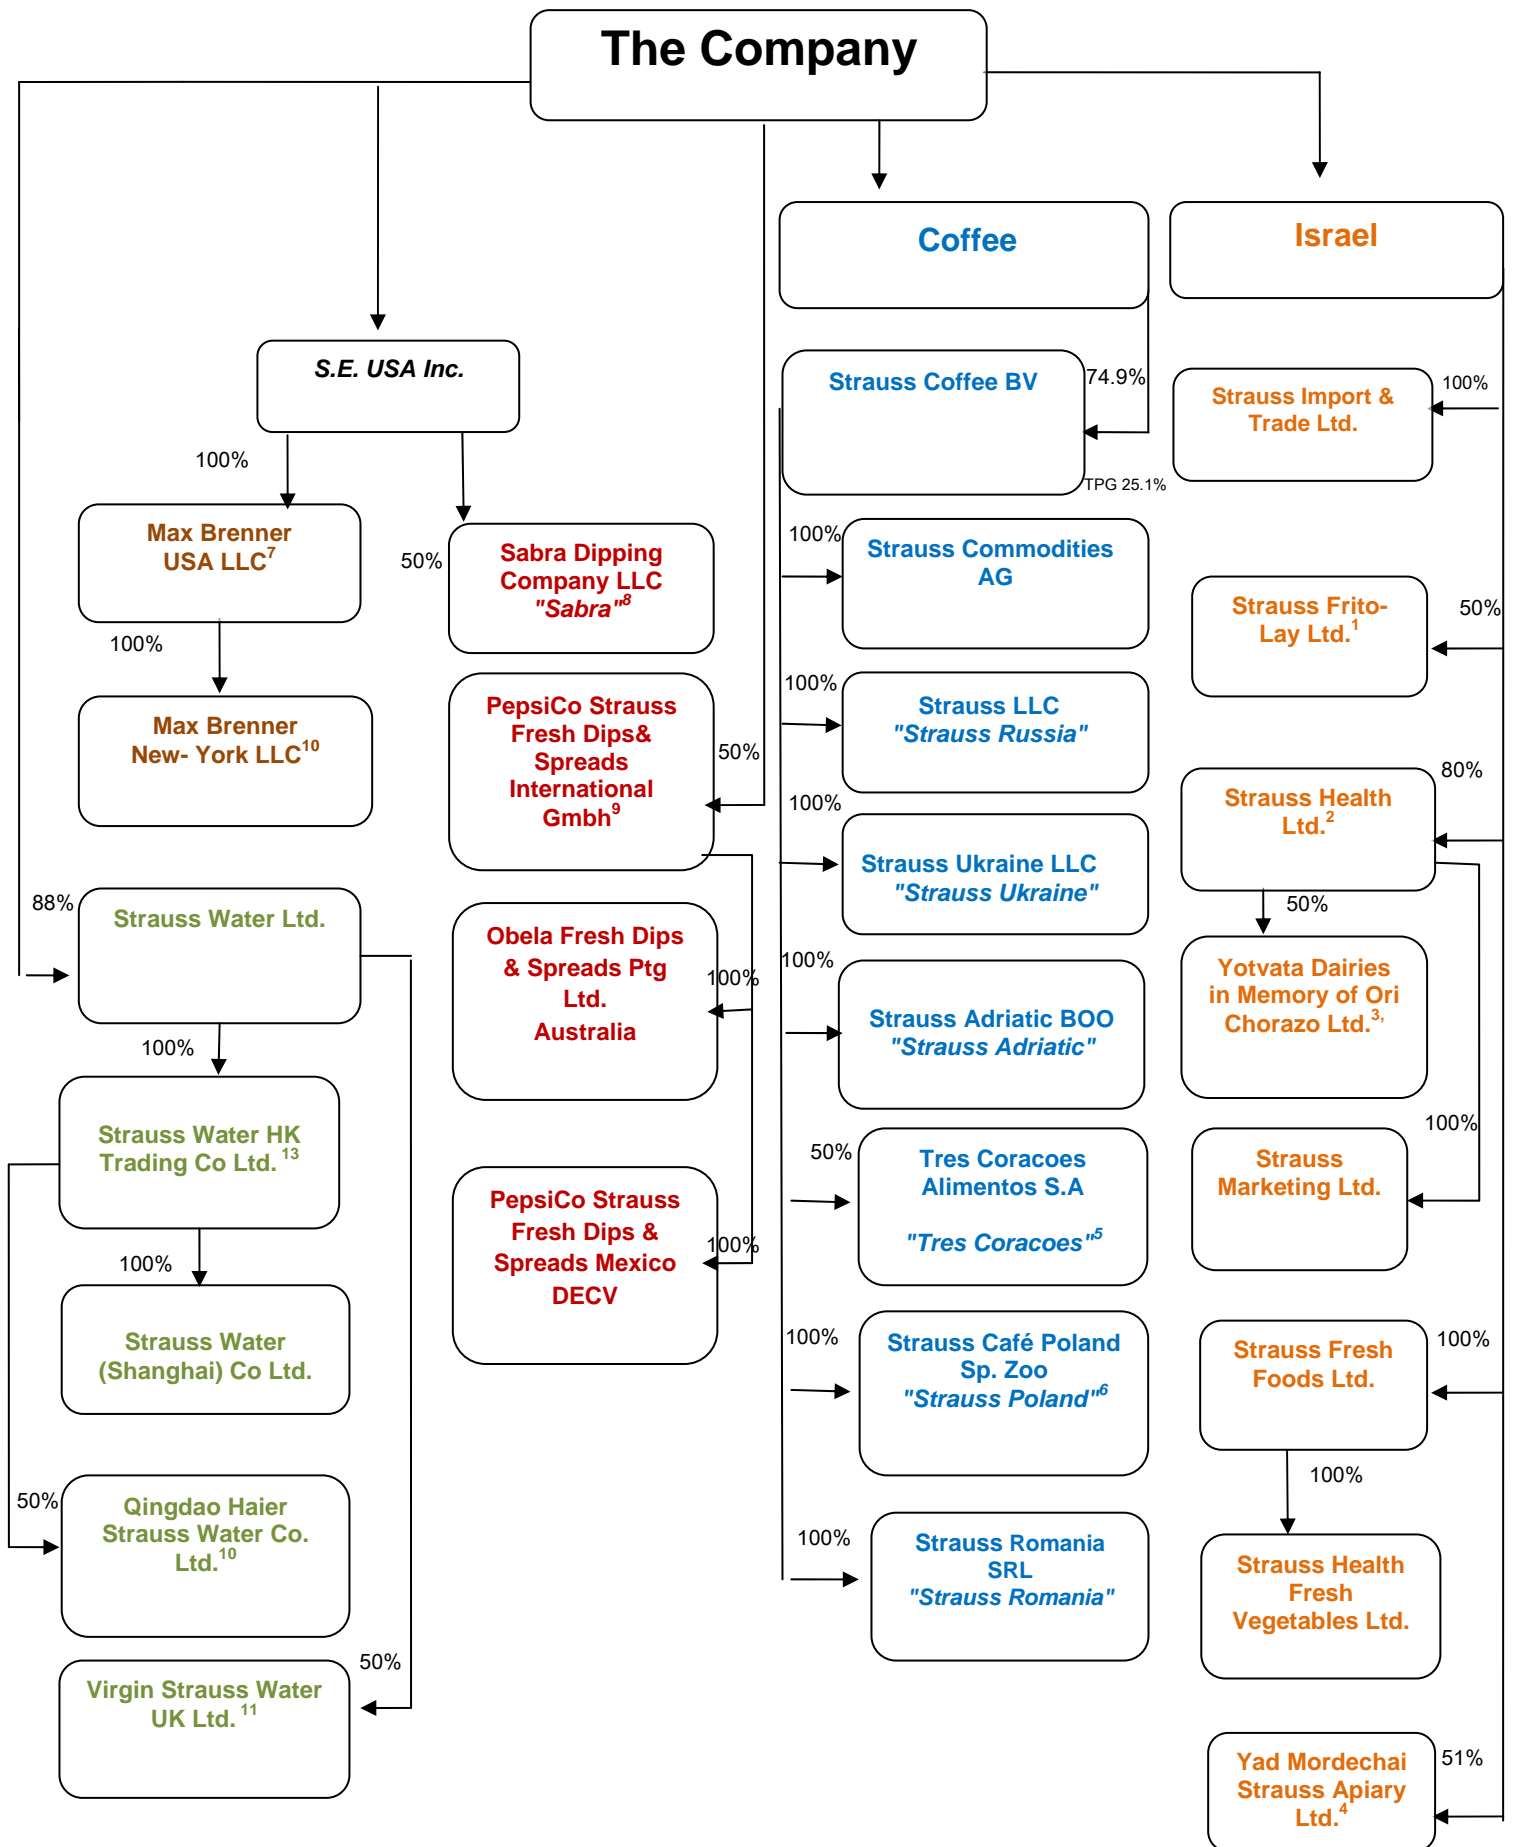 The Company
Coffee
Israel
S.E. USA Inc.
100%
Max Brenner
USA LLC7
100%
Max Brenner
New- York LLC10
50%
Sabra Dipping
Company LLC
"Sabra"8
PepsiCo Strauss
Fresh Dips&
Spreads
International
Gmbh9
50%
Obela Fresh Dips
& Spreads Ptg
Ltd.
Australia
100%
PepsiCo Strauss
Fresh Dips &
Spreads Mexico
DECV
100%
88%
Strauss Water Ltd.
100%
Strauss Water HK
Trading Co Ltd. 13
100%
Strauss Water
(Shanghai) Co Ltd.
50%
Qingdao Haier
Strauss Water Co.
Ltd.10
50%
Virgin Strauss Water
UK Ltd. 11
Strauss Coffee BV
74.9%
TPG 25.1%
100%
Strauss Commodities
AG
100%
Strauss LLC
"Strauss Russia"
100%
Strauss Ukraine LLC
"Strauss Ukraine"
100%
Strauss Adriatic BOO
"Strauss Adriatic"
50%
Tres Coracoes
Alimentos S.A
"Tres Coracoes"5
100%
Strauss Café Poland
Sp. Zoo
"Strauss Poland"6
100%
Strauss Romania
SRL
"Strauss Romania"
Strauss Import &
Trade Ltd.
100%
Strauss Frito-
Lay Ltd.1
50%
80%
Strauss Health
Ltd.2
50%
Yotvata Dairies
in Memory of Ori
Chorazo Ltd.3,
100%
Strauss
Marketing Ltd.
Strauss Fresh
Foods Ltd.
100%
100%
Strauss Health
Fresh
Vegetables Ltd.
Yad Mordechai
Strauss Apiary
Ltd.4
51%